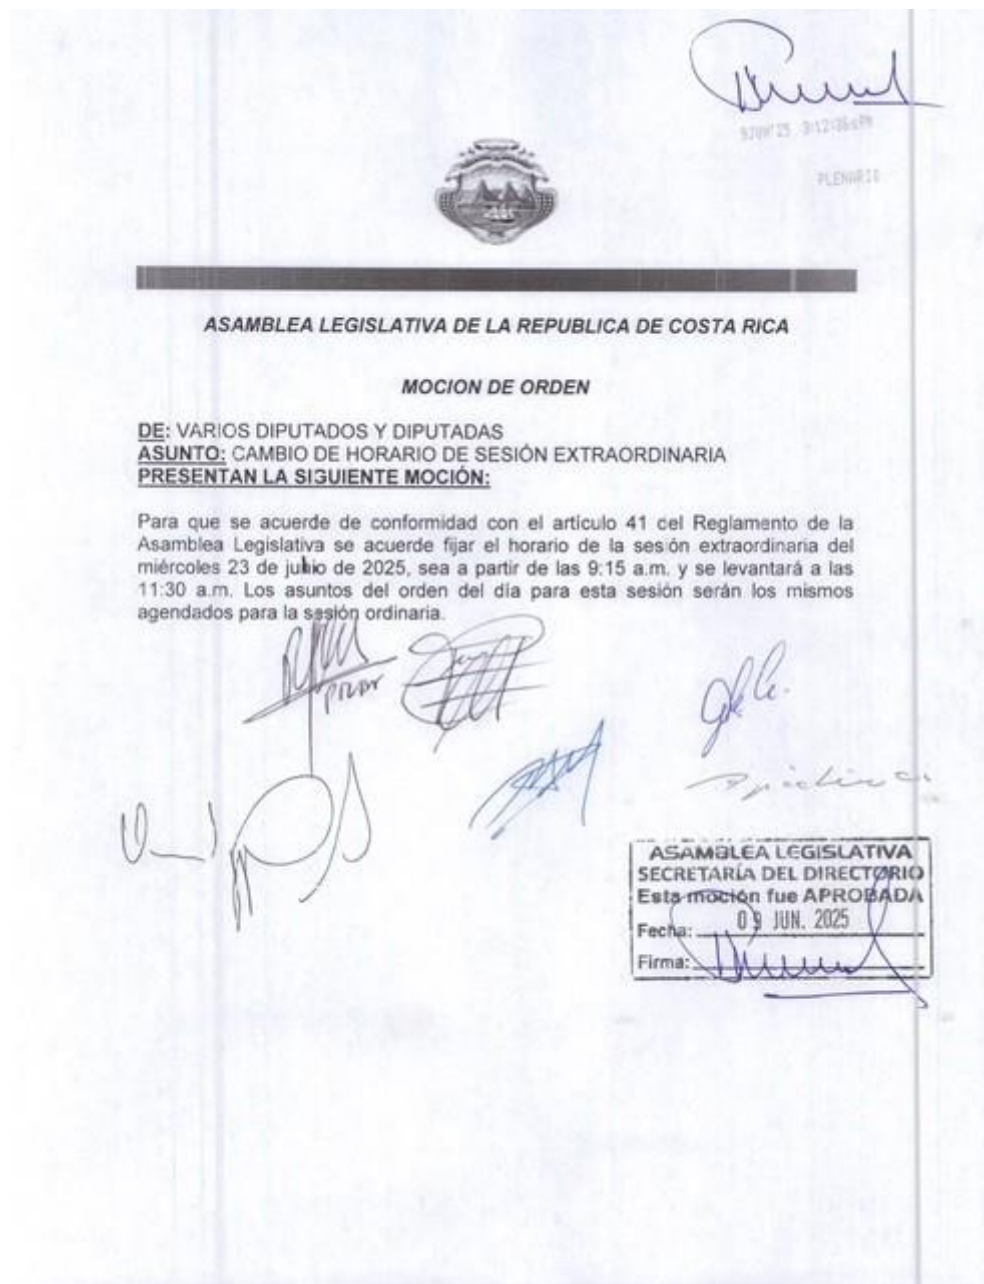 PLENARIO
ASAMBLEA LEGISLATIVA DE LA REPUBLICA DE COSTA RICA
MOCION DE ORDEN
DE: VARIOS DIPUTADOS Y DIPUTADAS
ASUNTO: CAMBIO DE HORARIO DE SESIÓN EXTRAORDINARIA
PRESENTAN LA SIGUIENTE MOCIÓN:
Para que se acuerde de conformidad con el artículo 41 del Reglamento de la
Asamblea Legislativa se acuerde fijar el horario de la sesión extraordinaria del
miércoles 23 de julio de 2025, sea a partir de las 9:15 a.m. y se levantará a las
11:30 a.m. Los asuntos del orden del día para esta sesión serán los mismos
agendados para la sesión ordinaria.
ASAMBLEA LEGISLATIVA
SECRETARÍA DEL DIRECTORIO
Esta moción fue APROBADA
Fecha: 09 JUN. 2025
Firma: